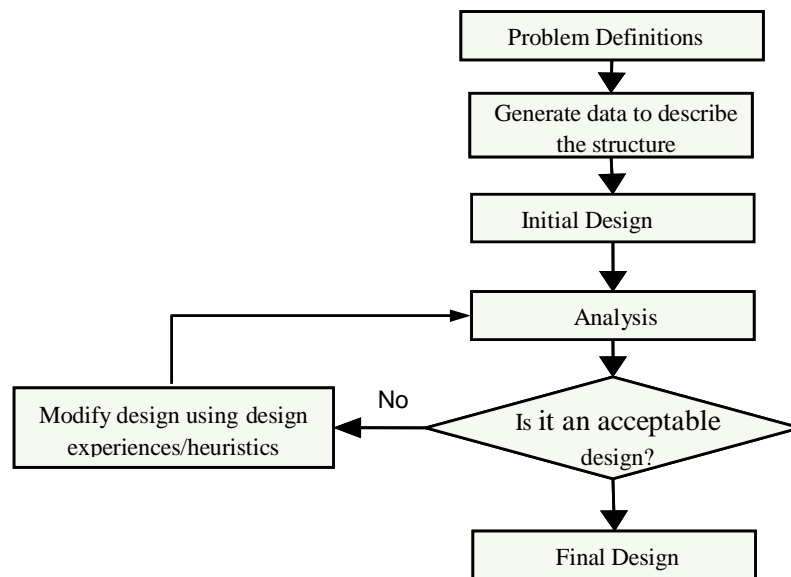 Problem Definitions
Generate data to describe
the structure
Initial Design
Analysis
Is it an acceptable
design?
No
Modify design using design
experiences/heuristics
Final Design